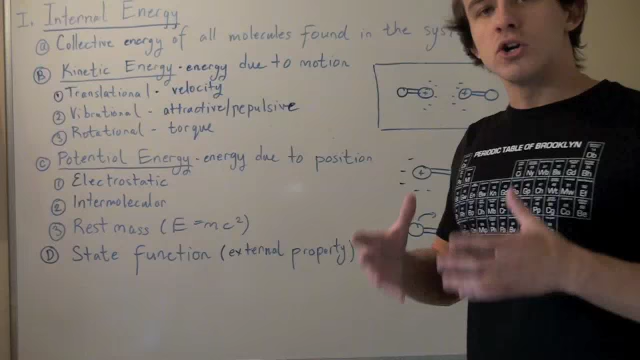 I. Internal Energy
Ⓐ Collective energy of all molecules found in the
Ⓑ Kinetic Energy - energy due to motion
① Translational - velocity
② Vibrational - attractive/repulsive
③ Rotational - torque
Ⓒ Potential Energy - energy due to position
① Electrostatic
② Intermolecular
③ Rest mass (E = mc²)
Ⓓ State function (external property)
PERIODIC TABLE OF BROOKLYN